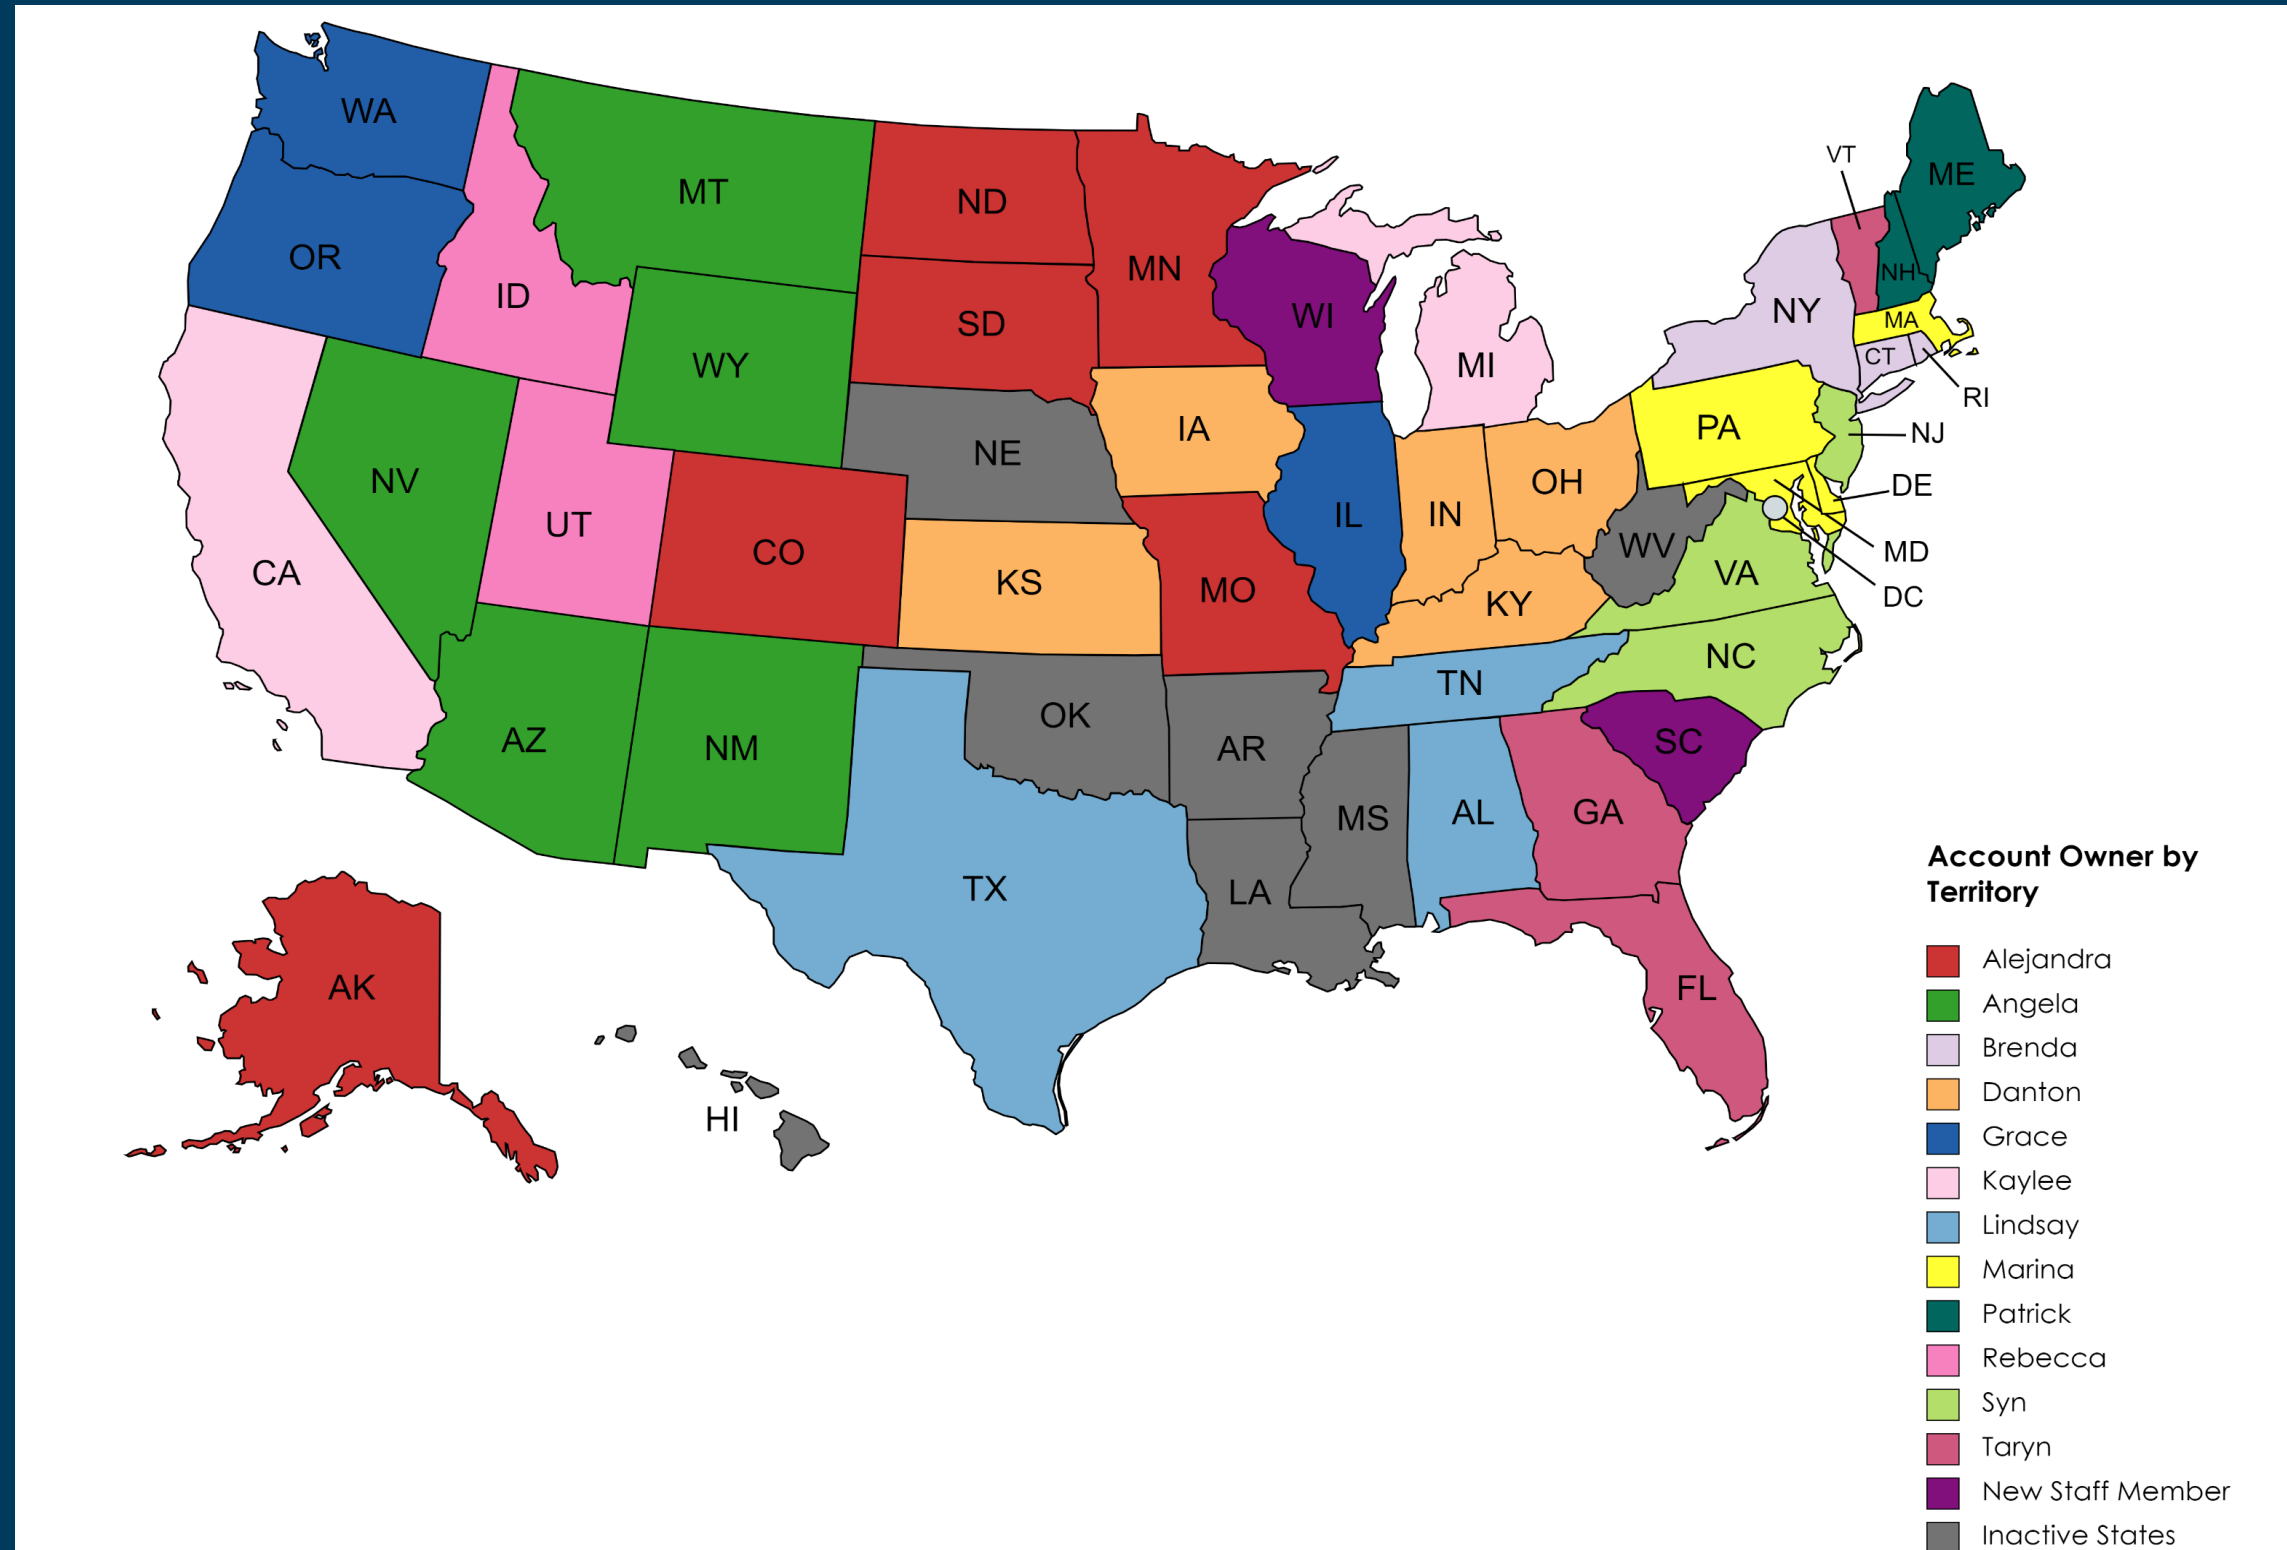 WA
OR
CA
ID
NV
UT
AZ
MT
WY
CO
NM
ND
SD
NE
KS
OK
TX
MN
IA
MO
AR
LA
WI
IL
MS
MI
IN
OH
KY
TN
AL
GA
FL
SC
NC
VA
WV
PA
NY
VT
NH
ME
MA
CT
RI
NJ
DE
MD
DC
AK
HI
Account Owner by
Territory
Alejandra
Angela
Brenda
Danton
Grace
Kaylee
Lindsay
Marina
Patrick
Rebecca
Syn
Taryn
New Staff Member
Inactive States